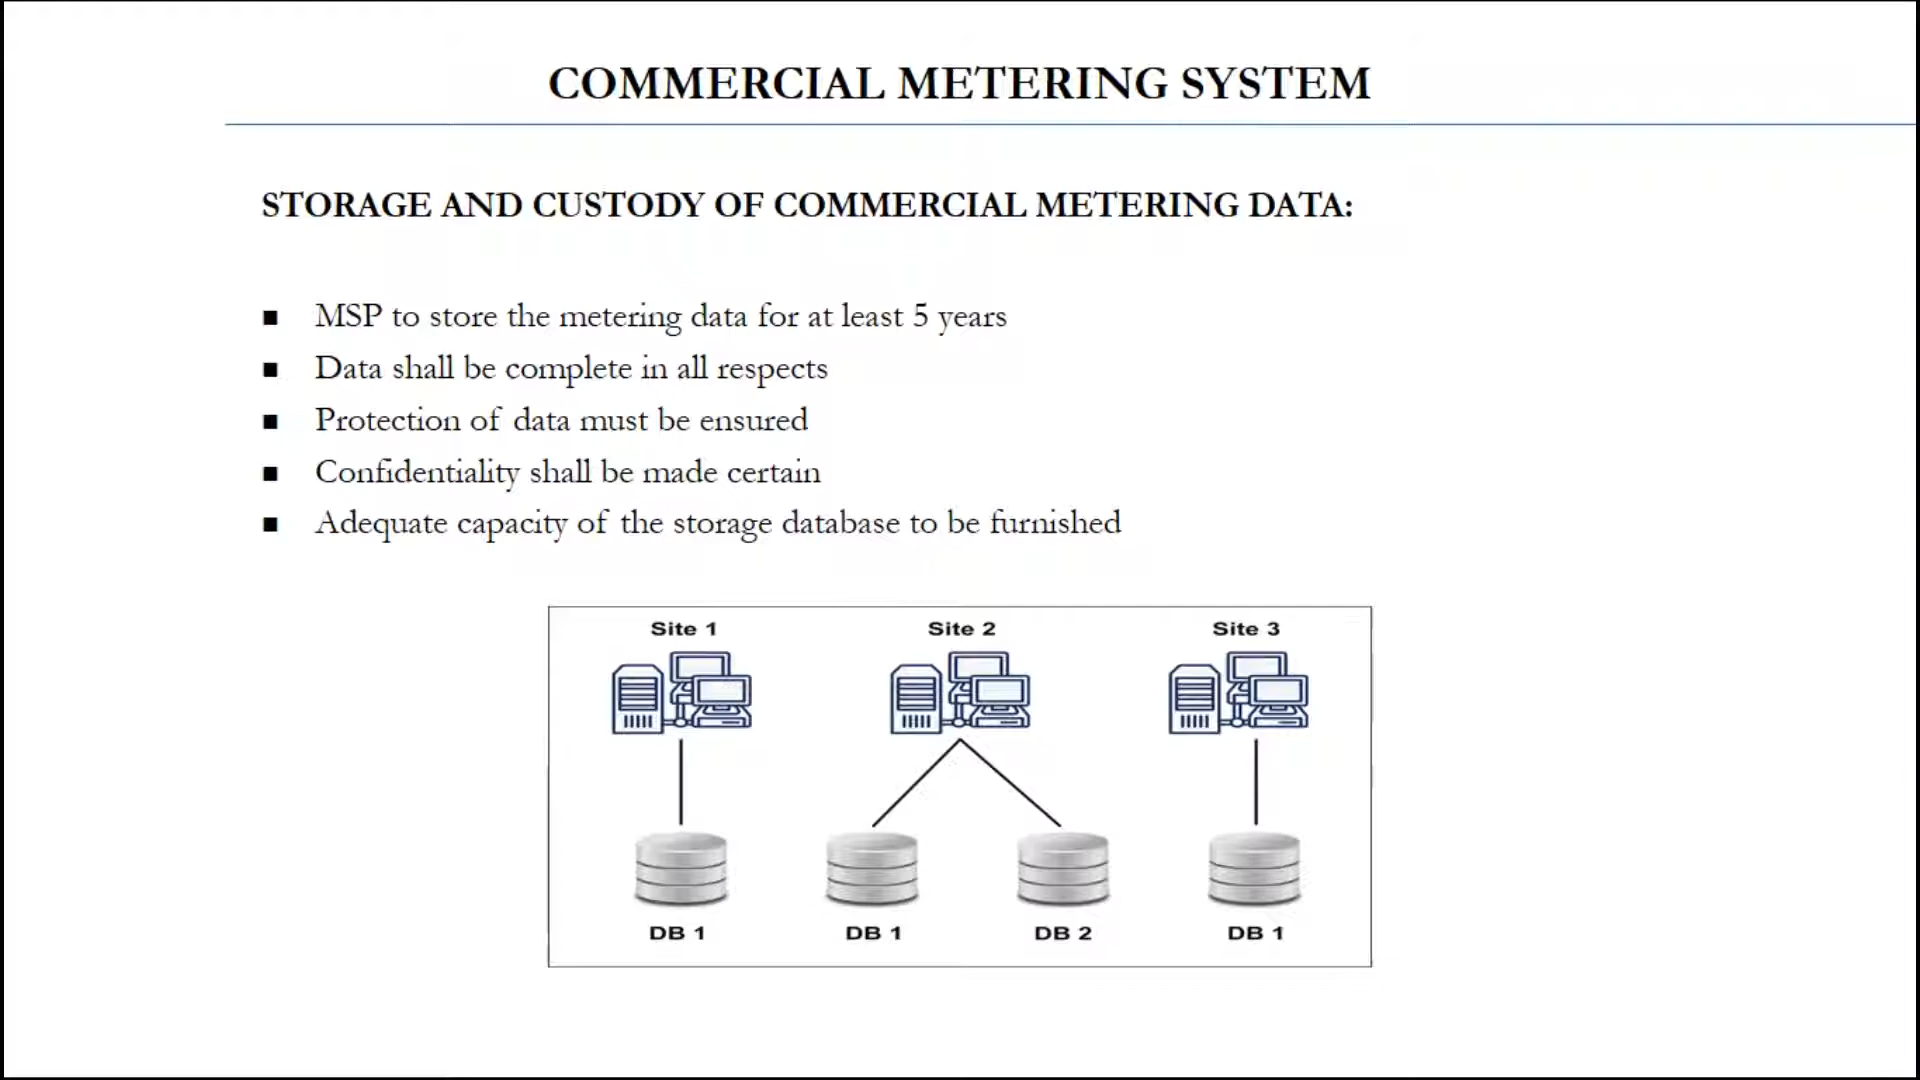 COMMERCIAL METERING SYSTEM
STORAGE AND CUSTODY OF COMMERCIAL METERING DATA:
■ MSP to store the metering data for at least 5 years
■ Data shall be complete in all respects
■ Protection of data must be ensured
■ Confidentiality shall be made certain
■ Adequate capacity of the storage database to be furnished
Site 1 Site 2 Site 3
DB 1 DB 1 DB 2 DB 1